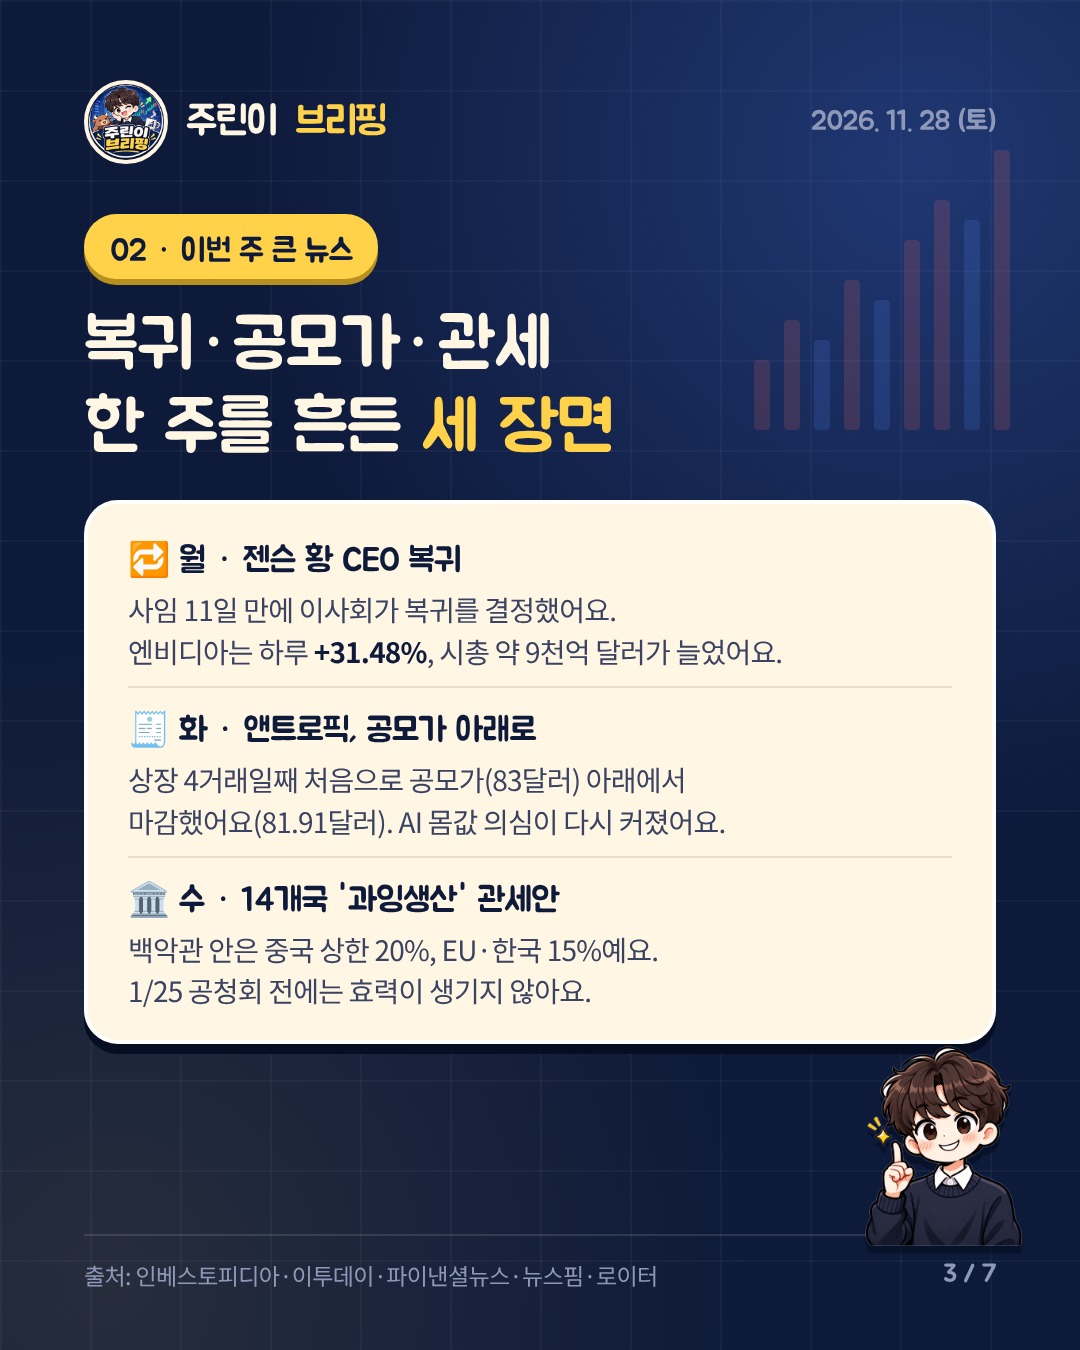 주린이 브리핑
주린이 브리핑
2026. 11. 28 (토)
02 · 이번 주 큰 뉴스
복귀·공모가·관세
한 주를 흔든 세 장면
월 · 젠슨 황 CEO 복귀
사임 11일 만에 이사회가 복귀를 결정했어요.
엔비디아는 하루 +31.48%, 시총 약 9천억 달러가 늘었어요.
화 · 앤트로픽, 공모가 아래로
상장 4거래일째 처음으로 공모가(83달러) 아래에서
마감했어요(81.91달러). AI 몸값 의심이 다시 커졌어요.
수 · 14개국 '과잉생산' 관세안
백악관 안은 중국 상한 20%, EU·한국 15%예요.
1/25 공청회 전에는 효력이 생기지 않아요.
출처: 인베스토피디아·이투데이·파이낸셜뉴스·뉴스핌·로이터
3 / 7